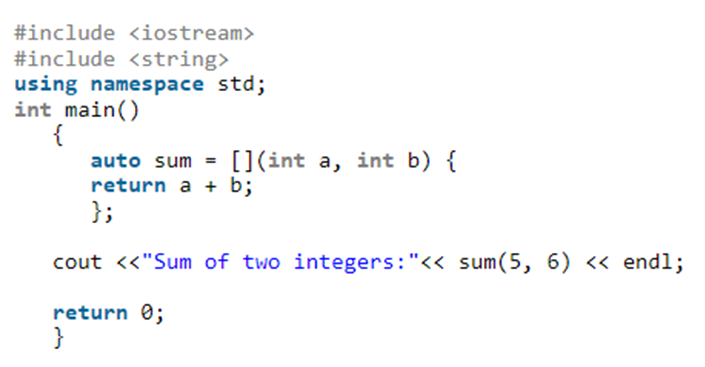 #include <iostream>
#include <string>
using namespace std;
int main()
{
auto sum = [](int a, int b) {
return a + b;
};
cout <<"Sum of two integers:"<< sum(5, 6) << endl;
return 0;
}